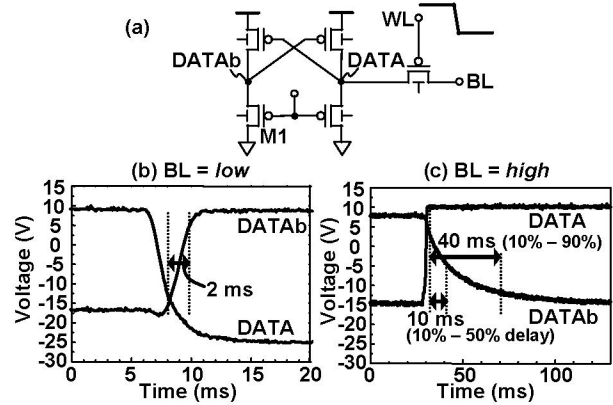 (a)
WL
DATAb
DATA
BL
M1
(b) BL = low
(c) BL = high
Voltage (V)
15
10
5
0
-5
-10
-15
-20
-25
-30
DATAb
2 ms
DATA
0
5
10
15
20
Time (ms)
Voltage (V)
15
10
5
0
-5
-10
-15
-20
-25
DATA
40 ms (10% – 90%)
10 ms
(10% – 50% delay)
DATAb
0
50
100
Time (ms)